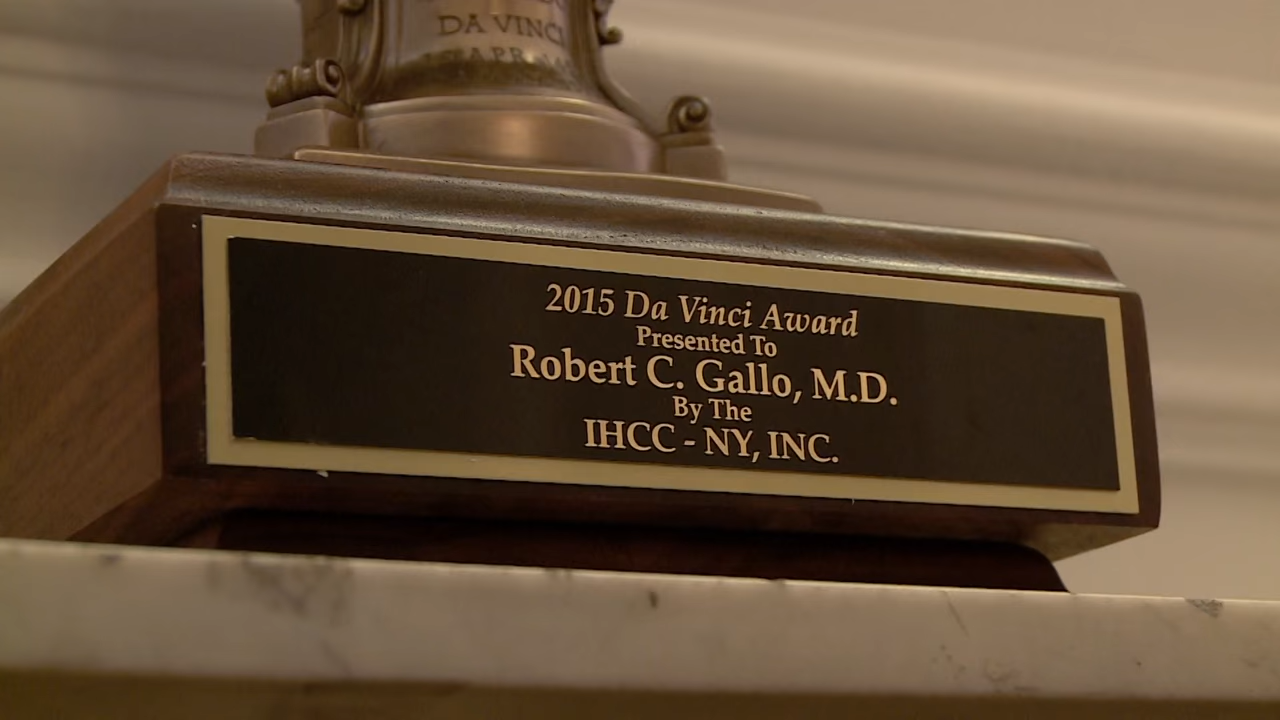 DA VINCI
2015 Da Vinci Award
Presented To
Robert C. Gallo, M.D.
By The
IHCC - NY, INC.